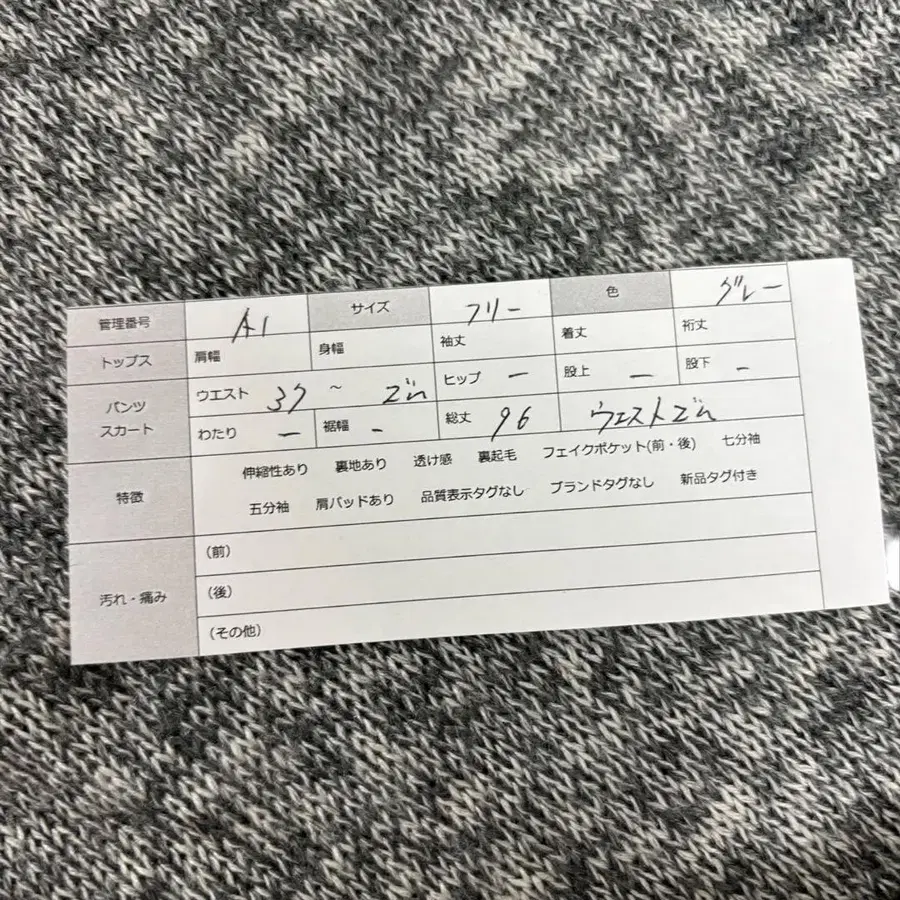 管理番号 A1 サイズ フリー 色 グレー
トップス 肩幅 身幅 袖丈 着丈 裄丈
パンツ スカート
ウエスト 37 ～ ゴム ヒップ ー 股上 ー 股下 ー
わたり ー 裾幅 - 総丈 96 ウエストゴム
特徴
伸縮性あり 裏地あり 透け感 裏起毛 フェイクポケット(前・後) 七分袖
五分袖 肩パッドあり 品質表示タグなし ブランドタグなし 新品タグ付き
汚れ・痛み
（前）
（後）
（その他）